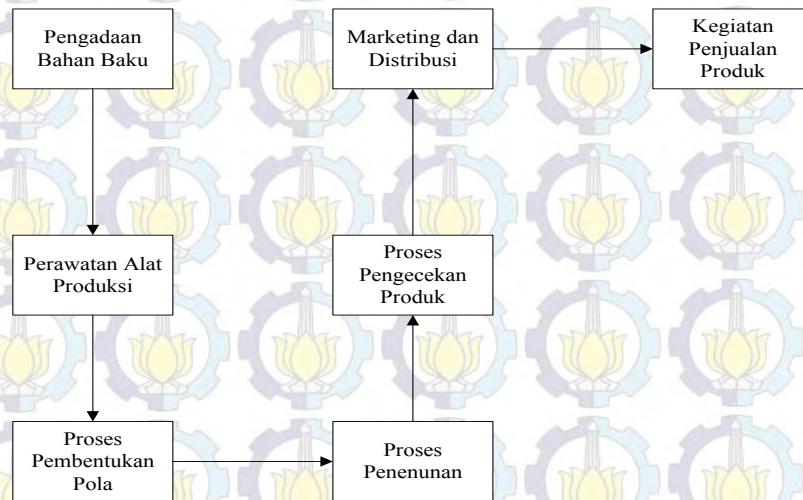 Pengadaan
Bahan Baku
Perawatan Alat
Produksi
Proses
Pembentukan
Pola
Proses
Penenunan
Proses
Pengecekan
Produk
Marketing dan
Distribusi
Kegiatan
Penjualan
Produk